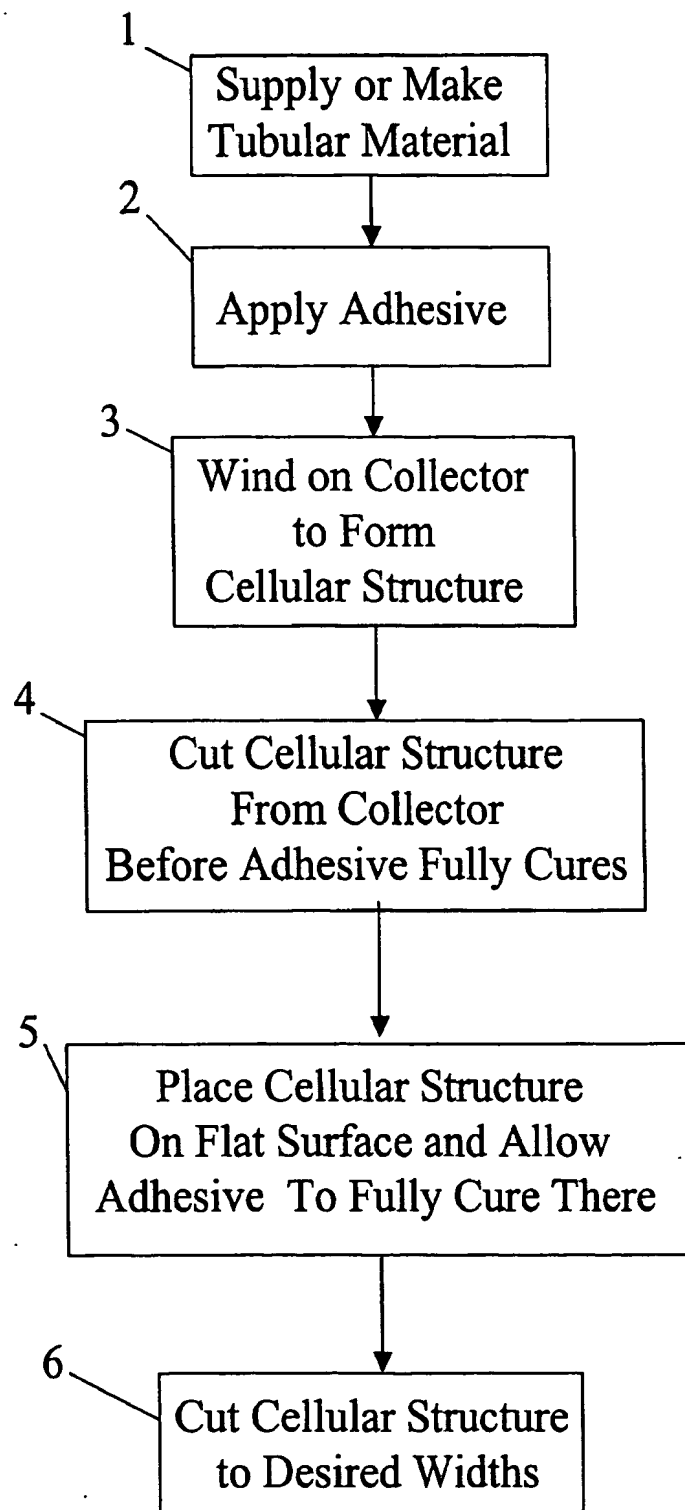 1
Supply or Make
Tubular Material
2
Apply Adhesive
3
Wind on Collector
to Form
Cellular Structure
4
Cut Cellular Structure
From Collector
Before Adhesive Fully Cures
5
Place Cellular Structure
On Flat Surface and Allow
Adhesive To Fully Cure There
6
Cut Cellular Structure
to Desired Widths